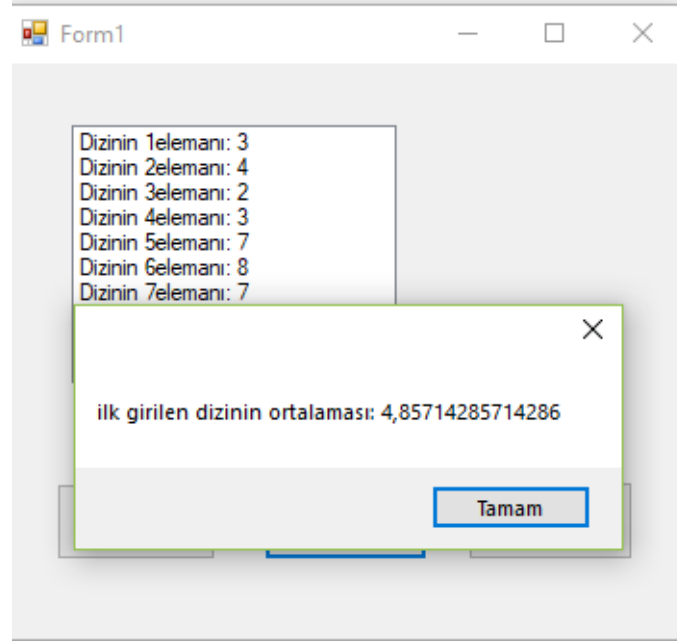 Form1
Dizinin 1elemanı: 3
Dizinin 2elemanı: 4
Dizinin 3elemanı: 2
Dizinin 4elemanı: 3
Dizinin 5elemanı: 7
Dizinin 6elemanı: 8
Dizinin 7elemanı: 7
ilk girilen dizinin ortalaması: 4,85714285714286
Tamam